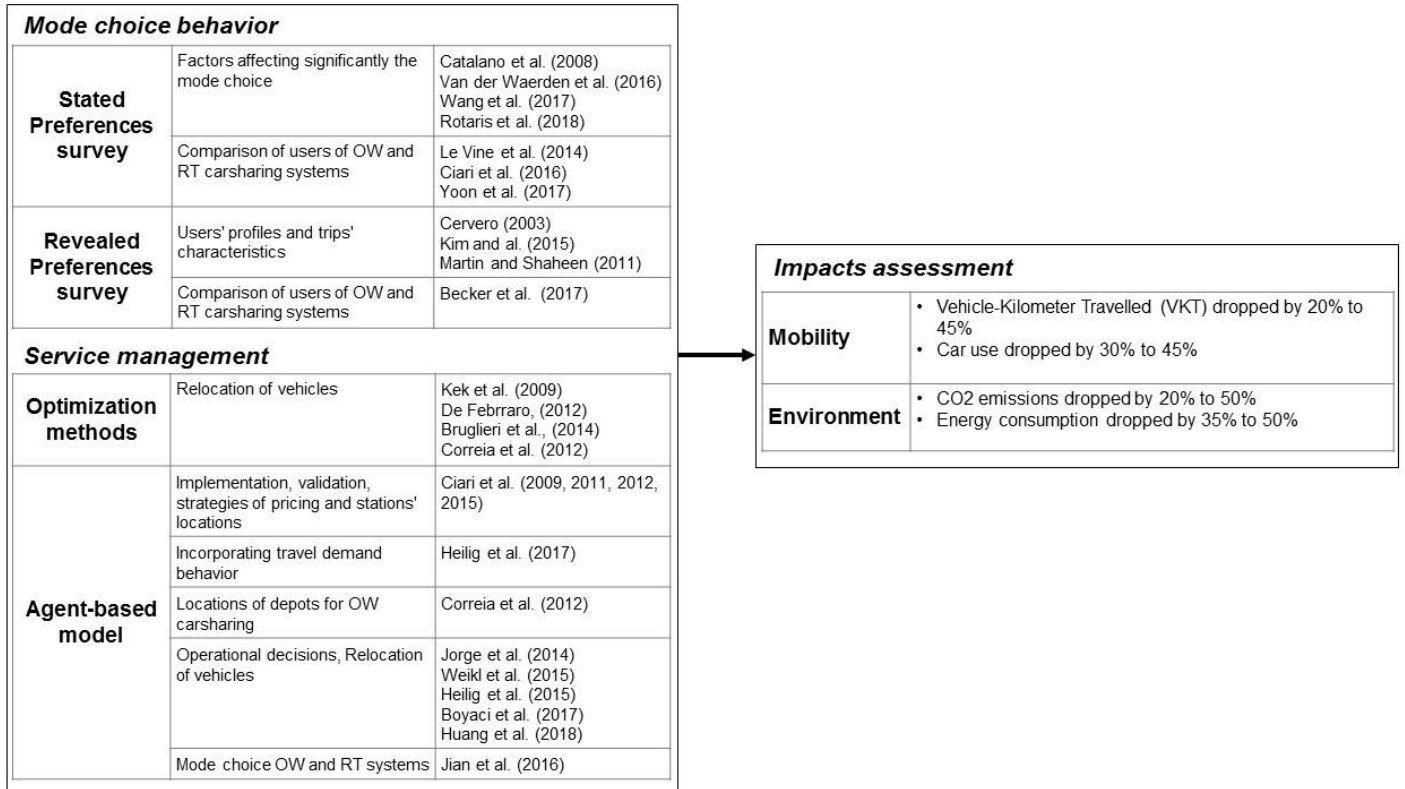 Mode choice behavior
Stated
Preferences
survey
Factors affecting significantly the
mode choice
Catalano et al. (2008)
Van der Waerden et al. (2016)
Wang et al. (2017)
Rotaris et al. (2018)
Comparison of users of OW and
RT carsharing systems
Le Vine et al. (2014)
Ciari et al. (2016)
Yoon et al. (2017)
Revealed
Preferences
survey
Users' profiles and trips'
characteristics
Cervero (2003)
Kim and al. (2015)
Martin and Shaheen (2011)
Comparison of users of OW and
RT carsharing systems
Becker et al. (2017)
Service management
Optimization
methods
Relocation of vehicles
Kek et al. (2009)
De Febrraro, (2012)
Bruglieri et al., (2014)
Correia et al. (2012)
Agent-based
model
Implementation, validation,
strategies of pricing and stations'
locations
Ciari et al. (2009, 2011, 2012,
2015)
Incorporating travel demand
behavior
Heilig et al. (2017)
Locations of depots for OW
carsharing
Correia et al. (2012)
Operational decisions, Relocation
of vehicles
Jorge et al. (2014)
Weikl et al. (2015)
Heilig et al. (2015)
Boyaci et al. (2017)
Huang et al. (2018)
Mode choice OW and RT systems
Jian et al. (2016)
Impacts assessment
Mobility
• Vehicle-Kilometer Travelled (VKT) dropped by 20% to
45%
• Car use dropped by 30% to 45%
Environment
• CO2 emissions dropped by 20% to 50%
• Energy consumption dropped by 35% to 50%